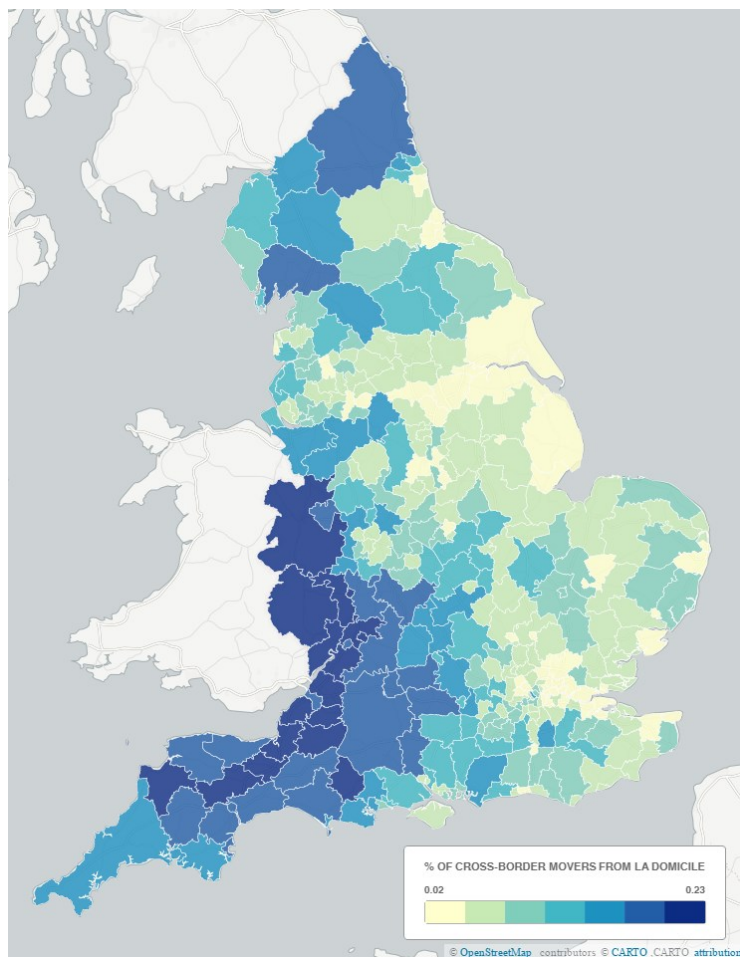 % OF CROSS-BORDER MOVERS FROM LA DOMICILE
0.02 0.23
© OpenStreetMap contributors © CARTO ,CARTO attribution